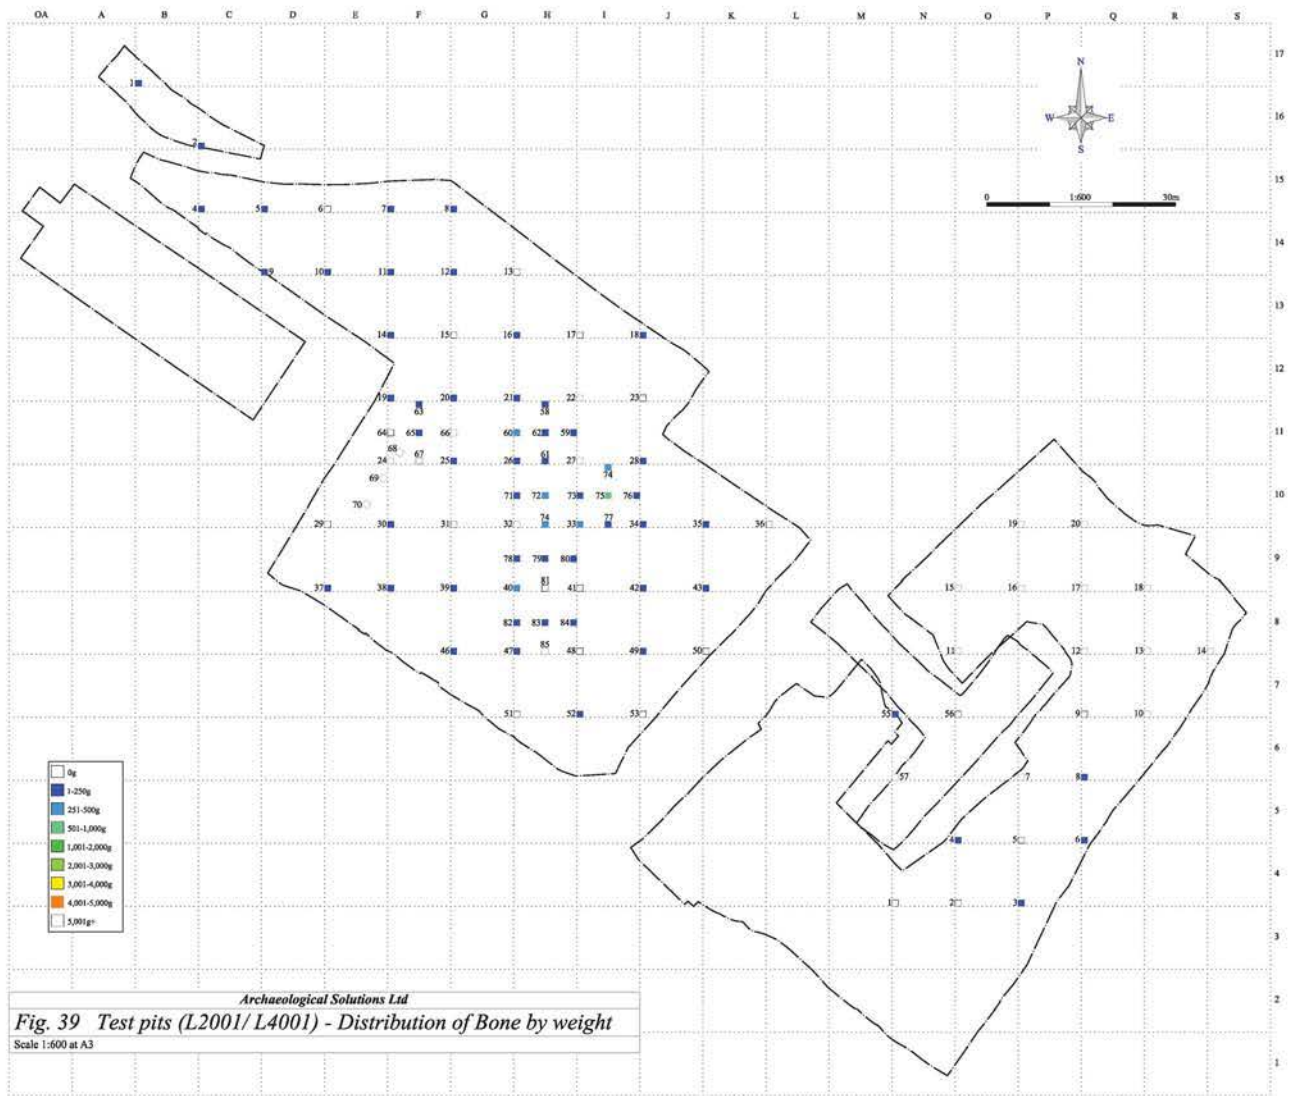 OA A B C D E F G H I J K L M N O P Q R S
17
1
N
16
W E
2
S
15
0 1:600 30m
4 5 6 7 8
14
9 10 11 12 13
13
14 15 16 17 18
12
19 20 21 22 23
63 58
64 65 66 60 62 59
11
68
67 61
24 25 26 27 28
69 74
71 72 73 75 76
10
70
74 77
29 30 31 32 33 34 35 36
19 20
78 79 80
9
81
37 38 39 40 41 42 43
15 16 17 18
82 83 84
8
85
46 47 48 49 50
11 12 13 14
7
51 52 53
55 56 9 10
6
57 7 8
0g
1-250g
251-500g
501-1,000g
1,001-2,000g
2,001-3,000g
3,001-4,000g
4,001-5,000g
5,001g+
5
4 5 6
4
1 2 3
3
Archaeological Solutions Ltd
Fig. 39 Test pits (L2001/ L4001) - Distribution of Bone by weight
Scale 1:600 at A3
2
1